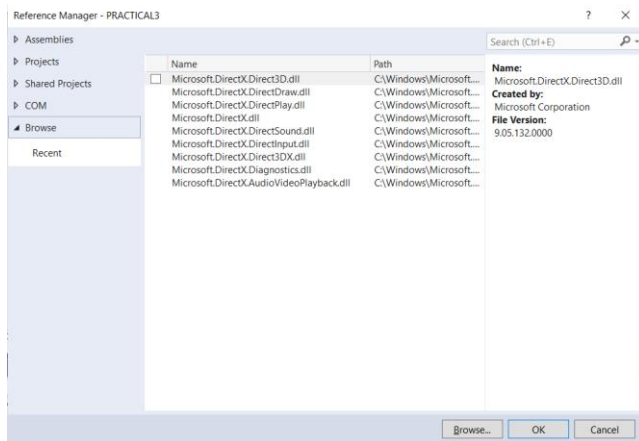 Reference Manager - PRACTICAL3 ? X
Assemblies
Projects
Shared Projects
COM
Browse
Recent
Name Path
Microsoft.DirectX.Direct3D.dll C:\Windows\Microsoft....
Microsoft.DirectX.DirectDraw.dll C:\Windows\Microsoft....
Microsoft.DirectX.DirectPlay.dll C:\Windows\Microsoft....
Microsoft.DirectX.dll C:\Windows\Microsoft....
Microsoft.DirectX.DirectSound.dll C:\Windows\Microsoft....
Microsoft.DirectX.DirectInput.dll C:\Windows\Microsoft....
Microsoft.DirectX.Direct3DX.dll C:\Windows\Microsoft....
Microsoft.DirectX.Diagnostics.dll C:\Windows\Microsoft....
Microsoft.DirectX.AudioVideoPlayback.dll C:\Windows\Microsoft....
Search (Ctrl+E)
Name:
Microsoft.DirectX.Direct3D.dll
Created by:
Microsoft Corporation
File Version:
9.05.132.0000
Browse... OK Cancel